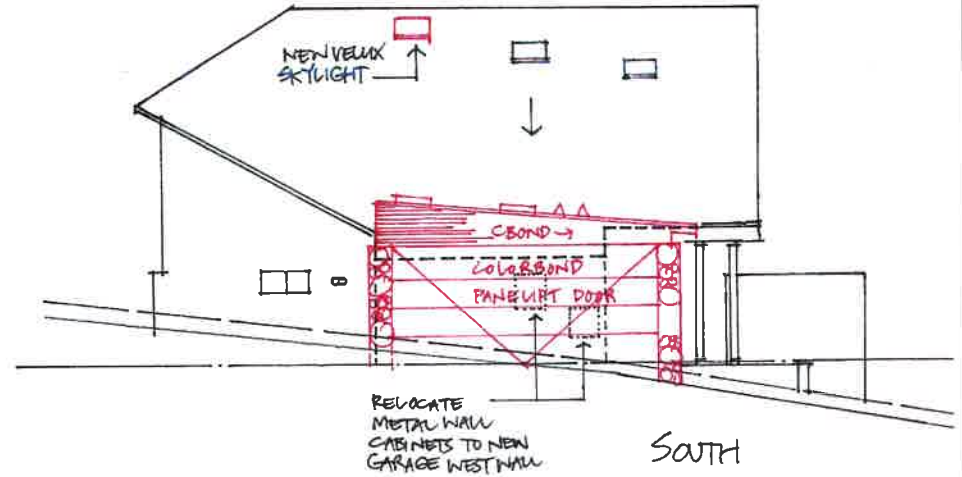 NEW VELUX
SKYLIGHT
CBOND →
COLORBOND
PANELIFT DOOR
RELOCATE
METAL WALL
CABINETS TO NEW
GARAGE WEST WALL
SOUTH